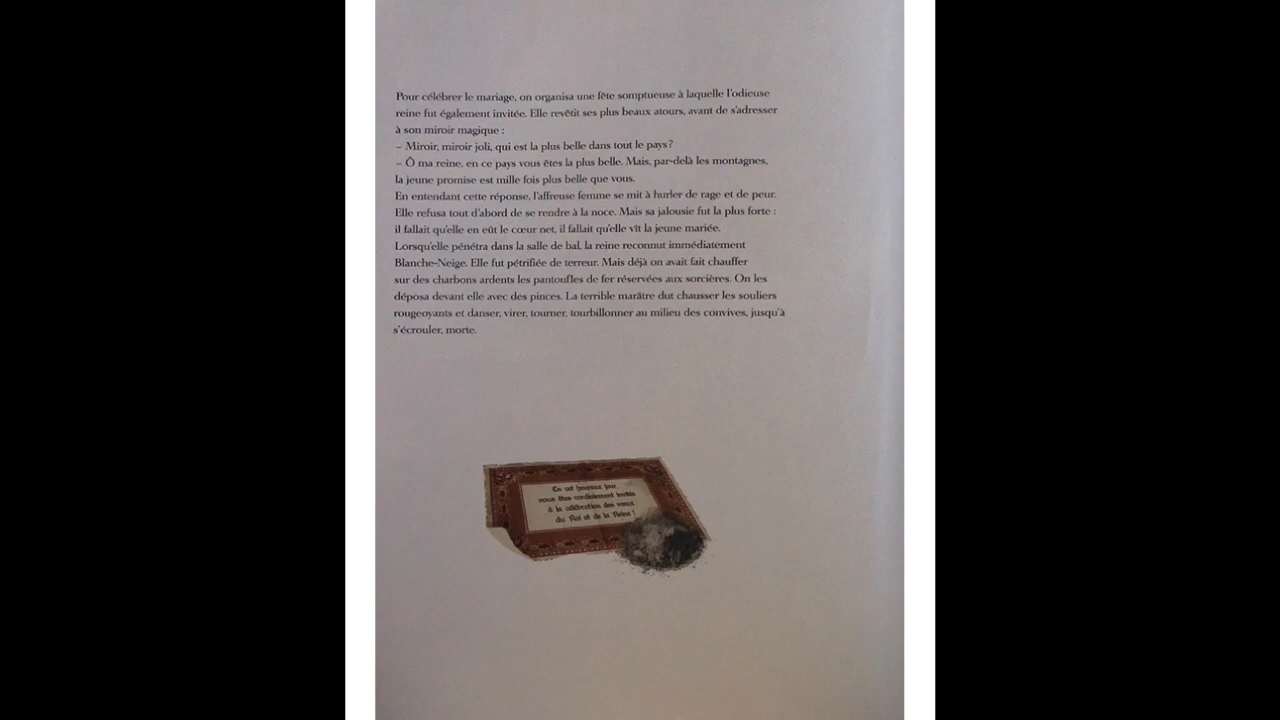 Pour célébrer le mariage, on organisa une fête somptueuse à laquelle l'odieuse
reine fut également invitée. Elle revêtit ses plus beaux atours, avant de s'adresser
à son miroir magique :
– Miroir, miroir joli, qui est la plus belle dans tout le pays ?
– Ô ma reine, en ce pays vous êtes la plus belle. Mais, par-delà les montagnes,
la jeune promise est mille fois plus belle que vous.
En entendant cette réponse, l'affreuse femme se mit à hurler de rage et de peur.
Elle refusa tout d'abord de se rendre à la noce. Mais sa jalousie fut la plus forte :
il fallait qu'elle en eût le cœur net, il fallait qu'elle vît la jeune mariée.
Lorsqu'elle pénétra dans la salle de bal, la reine reconnut immédiatement
Blanche-Neige. Elle fut pétrifiée de terreur. Mais déjà on avait fait chauffer
sur des charbons ardents les pantoufles de fer réservées aux sorcières. On les
déposa devant elle avec des pinces. La terrible marâtre dut chausser les souliers
rougeoyants et danser, virer, tourner, tourbillonner au milieu des convives, jusqu'à
s'écrouler, morte.
En cet heureux jour,
vous êtes cordialement invités
à la célébration des vœux
du Roi et de la Reine !